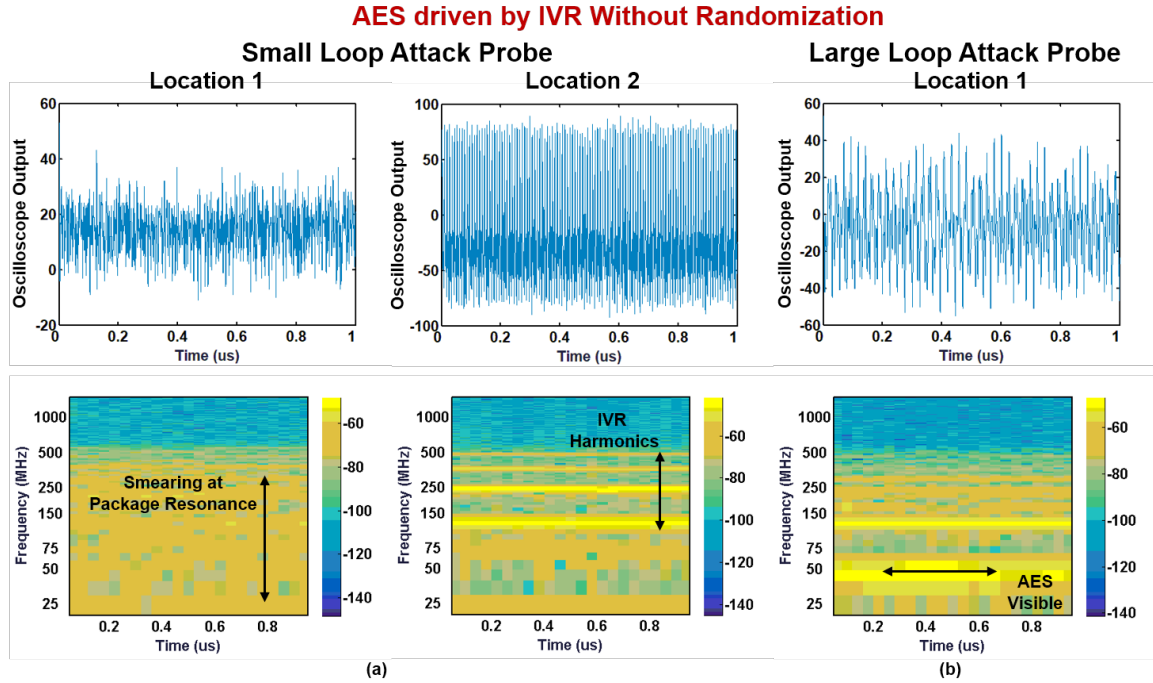 AES driven by IVR Without Randomization
Small Loop Attack Probe
Large Loop Attack Probe
Location 1
Location 2
Location 1
Oscilloscope Output
60
40
20
0
-20
0 0.2 0.4 0.6 0.8 1
Time (us)
Oscilloscope Output
100
50
0
-50
-100
0 0.2 0.4 0.6 0.8 1
Time (us)
Oscilloscope Output
60
40
20
0
-20
-40
-60
0 0.2 0.4 0.6 0.8 1
Time (us)
Frequency (MHz)
1000
500
250
150
75
50
25
Smearing at
Package Resonance
0.2 0.4 0.6 0.8
Time (us)
-60
-80
-100
-120
-140
Frequency (MHz)
1000
500
250
150
75
50
25
IVR
Harmonics
0.2 0.4 0.6 0.8
Time (us)
-60
-80
-100
-120
-140
Frequency (MHz)
1000
500
250
150
75
50
25
AES
Visible
0.2 0.4 0.6 0.8
Time (us)
-60
-80
-100
-120
-140
(a)
(b)